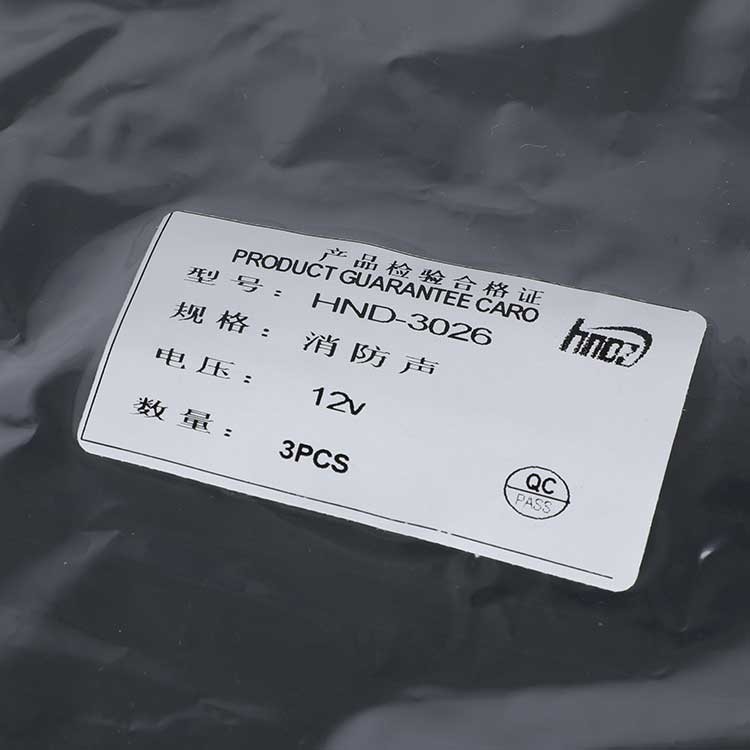 产品检验合格证
PRODUCT GUARANTEE CARO
型号： HND-3026
规格： 消防声
电压： 12v
数量： 3PCS
hndz
QC
PASS